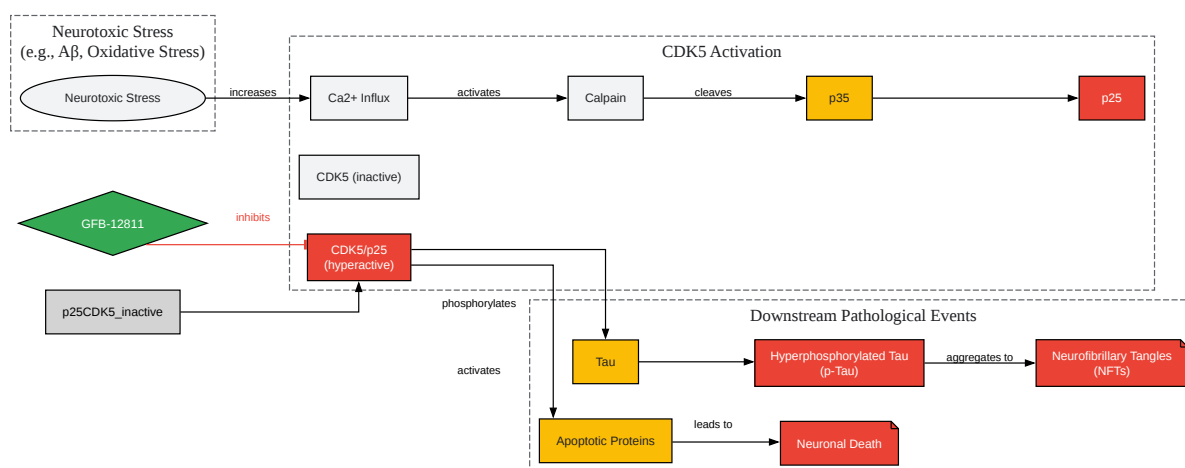 Neurotoxic Stress
(e.g., Aβ, Oxidative Stress)
CDK5 Activation
Neurotoxic Stress
increases
Ca2+ Influx
activates
Calpain
cleaves
p35
p25
CDK5 (inactive)
GFB-12811
inhibits
CDK5/p25
(hyperactive)
p25CDK5_inactive
phosphorylates
activates
Downstream Pathological Events
Tau
Hyperphosphorylated Tau
(p-Tau)
aggregates to
Neurofibrillary Tangles
(NFTs)
Apoptotic Proteins
leads to
Neuronal Death